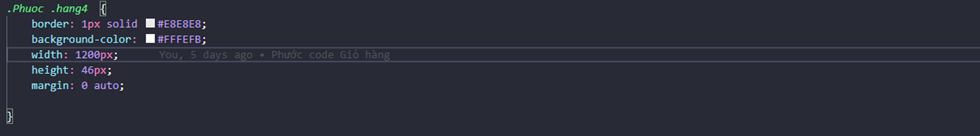 .Phuoc .hang4 {
border: 1px solid #E8E8E8;
background-color: #FFFEFB;
width: 1200px; You, 5 days ago • Phước code Giỏ hàng
height: 46px;
margin: 0 auto;
}